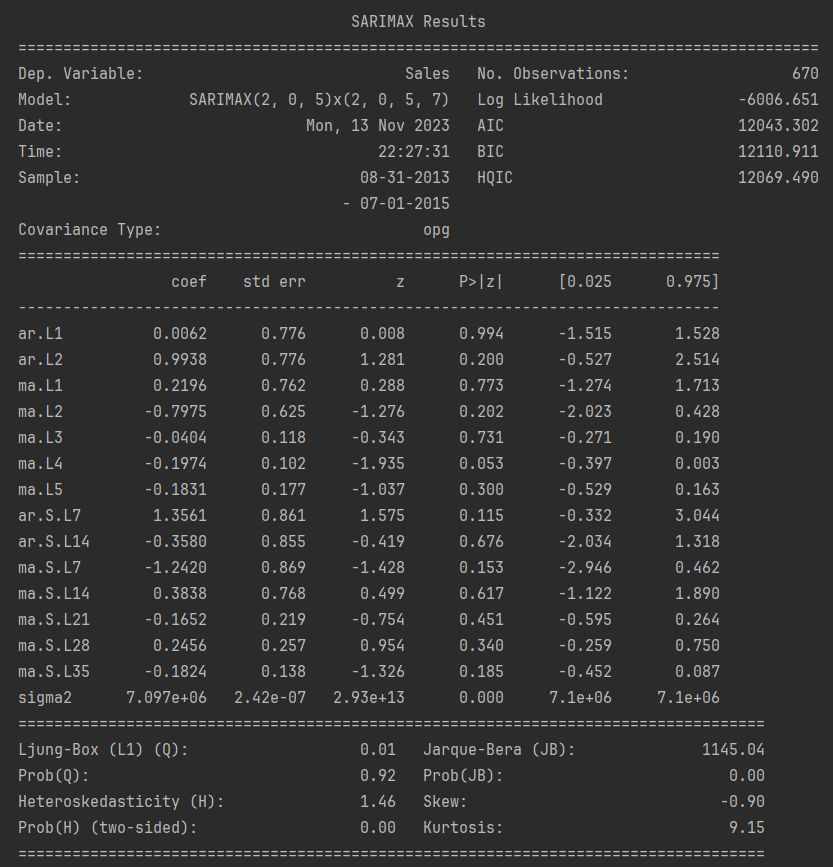 SARIMAX Results
==========================================================================================
Dep. Variable: Sales No. Observations: 670
Model: SARIMAX(2, 0, 5)x(2, 0, 5, 7) Log Likelihood -6006.651
Date: Mon, 13 Nov 2023 AIC 12043.302
Time: 22:27:31 BIC 12110.911
Sample: 08-31-2013 HQIC 12069.490
- 07-01-2015
Covariance Type: opg
==============================================================================
coef std err z P>|z| [0.025 0.975]
------------------------------------------------------------------------------
ar.L1 0.0062 0.776 0.008 0.994 -1.515 1.528
ar.L2 0.9938 0.776 1.281 0.200 -0.527 2.514
ma.L1 0.2196 0.762 0.288 0.773 -1.274 1.713
ma.L2 -0.7975 0.625 -1.276 0.202 -2.023 0.428
ma.L3 -0.0404 0.118 -0.343 0.731 -0.271 0.190
ma.L4 -0.1974 0.102 -1.935 0.053 -0.397 0.003
ma.L5 -0.1831 0.177 -1.037 0.300 -0.529 0.163
ar.S.L7 1.3561 0.861 1.575 0.115 -0.332 3.044
ar.S.L14 -0.3580 0.855 -0.419 0.676 -2.034 1.318
ma.S.L7 -1.2420 0.869 -1.428 0.153 -2.946 0.462
ma.S.L14 0.3838 0.768 0.499 0.617 -1.122 1.890
ma.S.L21 -0.1652 0.219 -0.754 0.451 -0.595 0.264
ma.S.L28 0.2456 0.257 0.954 0.340 -0.259 0.750
ma.S.L35 -0.1824 0.138 -1.326 0.185 -0.452 0.087
sigma2 7.097e+06 2.42e-07 2.93e+13 0.000 7.1e+06 7.1e+06
===================================================================================
Ljung-Box (L1) (Q): 0.01 Jarque-Bera (JB): 1145.04
Prob(Q): 0.92 Prob(JB): 0.00
Heteroskedasticity (H): 1.46 Skew: -0.90
Prob(H) (two-sided): 0.00 Kurtosis: 9.15
===================================================================================